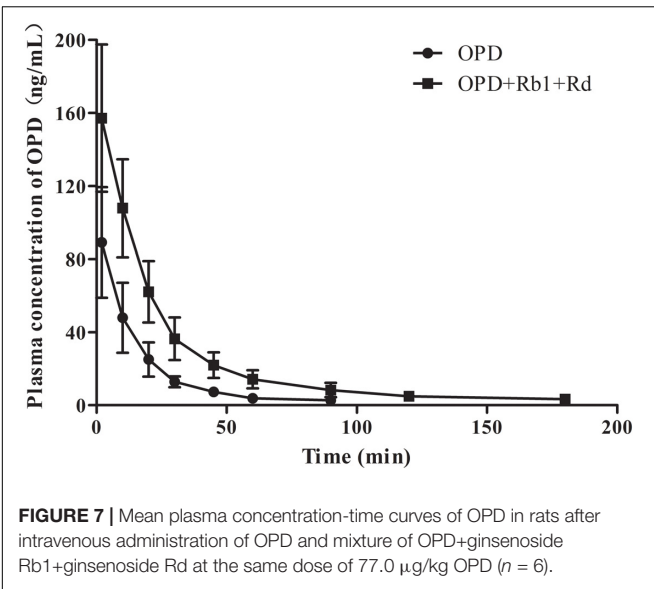 Plasma concentration of OPD (ng/mL)
200
160
120
80
40
0
OPD
OPD+Rb1+Rd
0 50 100 150 200
Time (min)
FIGURE 7 | Mean plasma concentration-time curves of OPD in rats after
intravenous administration of OPD and mixture of OPD+ginsenoside
Rb1+ginsenoside Rd at the same dose of 77.0 μg/kg OPD (n = 6).